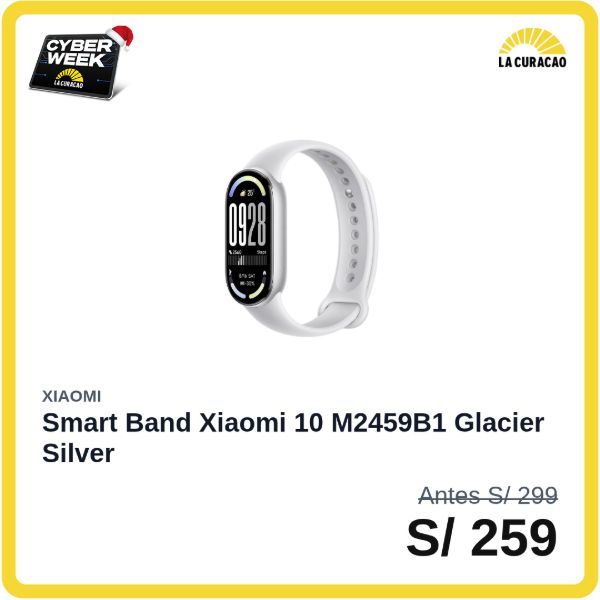 CYBER
WEEK
LA CURACAO
LA CURACAO
0928
XIAOMI
Smart Band Xiaomi 10 M2459B1 Glacier
Silver
Antes S/ 299
S/ 259